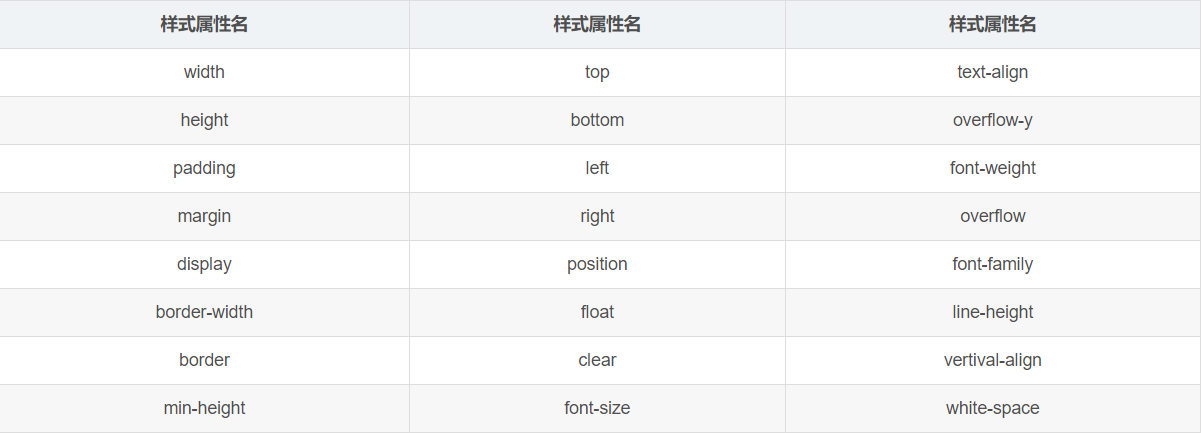 样式属性名 样式属性名 样式属性名
width top text-align
height bottom overflow-y
padding left font-weight
margin right overflow
display position font-family
border-width float line-height
border clear vertival-align
min-height font-size white-space